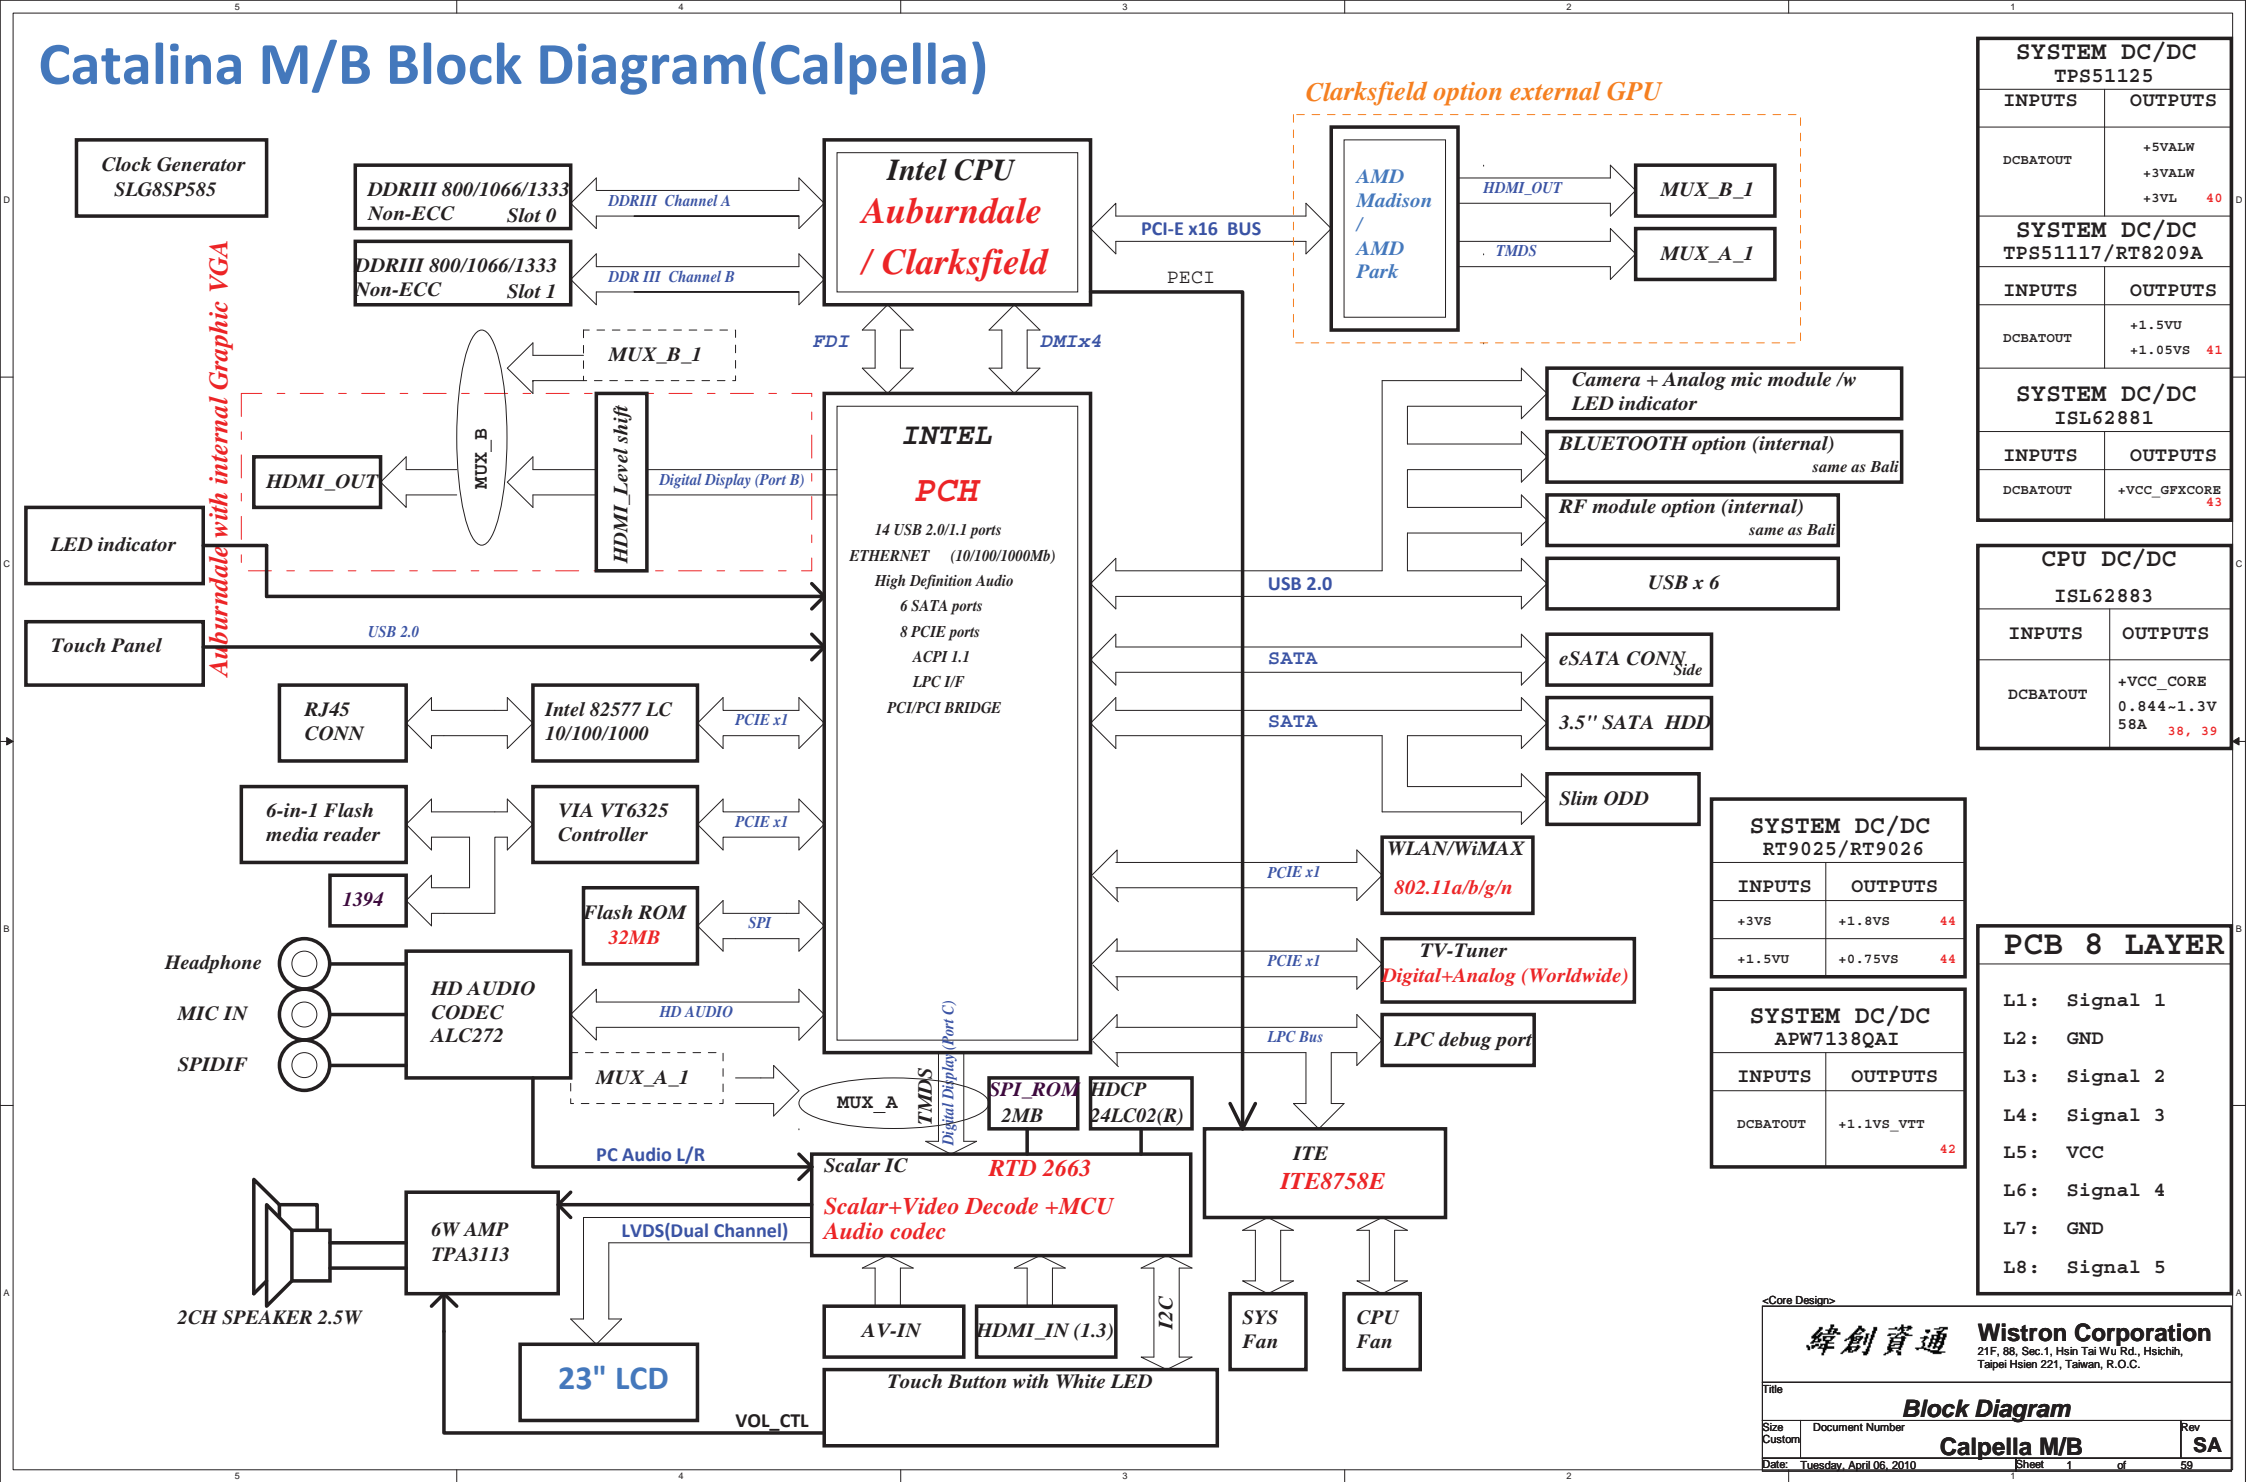 Catalina M/B Block Diagram(Calpella)
Clock Generator
SLG8SP585
DDRIII 800/1066/1333
Non-ECC Slot 0
DDRIII 800/1066/1333
Non-ECC Slot 1
DDRIII Channel A
DDR III Channel B
Intel CPU
Auburndale
/ Clarksfield
PCI-E x16 BUS
PECI
Clarksfield option external GPU
AMD
Madison
/
AMD
Park
HDMI_OUT
TMDS
MUX_B_1
MUX_A_1
FDI
DMIx4
Auburndale with internal Graphic VGA
MUX_B_1
MUX_B
HDMI_Level shift
HDMI_OUT
Digital Display (Port B)
LED indicator
Touch Panel
USB 2.0
INTEL
PCH
14 USB 2.0/1.1 ports
ETHERNET (10/100/1000Mb)
High Definition Audio
6 SATA ports
8 PCIE ports
ACPI 1.1
LPC I/F
PCI/PCI BRIDGE
Camera + Analog mic module /w
LED indicator
BLUETOOTH option (internal)
same as Bali
RF module option (internal)
same as Bali
USB 2.0
USB x 6
SATA
eSATA CONN
Side
SATA
3.5" SATA HDD
Slim ODD
RJ45
CONN
Intel 82577 LC
10/100/1000
PCIE x1
6-in-1 Flash
media reader
VIA VT6325
Controller
PCIE x1
1394
Flash ROM
32MB
SPI
Headphone
MIC IN
SPIDIF
HD AUDIO
CODEC
ALC272
HD AUDIO
PCIE x1
WLAN/WiMAX
802.11a/b/g/n
PCIE x1
TV-Tuner
Digital+Analog (Worldwide)
LPC Bus
LPC debug port
MUX_A_1
MUX_A
TMDS
Digital Display (Port C)
SPI_ROM
2MB
HDCP
24LC02(R)
PC Audio L/R
Scalar IC RTD 2663
Scalar+Video Decode +MCU
Audio codec
ITE
ITE8758E
LVDS(Dual Channel)
6W AMP
TPA3113
2CH SPEAKER 2.5W
23" LCD
AV-IN
HDMI_IN (1.3)
I2C
SYS
Fan
CPU
Fan
Touch Button with White LED
VOL_CTL
SYSTEM DC/DC
TPS51125
INPUTS OUTPUTS
DCBATOUT
+5VALW
+3VALW
+3VL 40
SYSTEM DC/DC
TPS51117/RT8209A
INPUTS OUTPUTS
DCBATOUT
+1.5VU
+1.05VS 41
SYSTEM DC/DC
ISL62881
INPUTS OUTPUTS
DCBATOUT +VCC_GFXCORE
43
CPU DC/DC
ISL62883
INPUTS OUTPUTS
DCBATOUT
+VCC_CORE
0.844~1.3V
58A 38, 39
SYSTEM DC/DC
RT9025/RT9026
INPUTS OUTPUTS
+3VS +1.8VS 44
+1.5VU +0.75VS 44
SYSTEM DC/DC
APW7138QAI
INPUTS OUTPUTS
DCBATOUT +1.1VS_VTT
42
PCB 8 LAYER
L1: Signal 1
L2: GND
L3: Signal 2
L4: Signal 3
L5: VCC
L6: Signal 4
L7: GND
L8: Signal 5
<Core Design>
緯創資通
Wistron Corporation
21F, 88, Sec.1, Hsin Tai Wu Rd., Hsichih,
Taipei Hsien 221, Taiwan, R.O.C.
Title
Block Diagram
Size
Custom
Document Number
Calpella M/B
Rev
SA
Date: Tuesday, April 06, 2010 Sheet 1 of 59
5 4 3 2 1
5 4 3 2 1
D
C
B
A
D
C
B
A